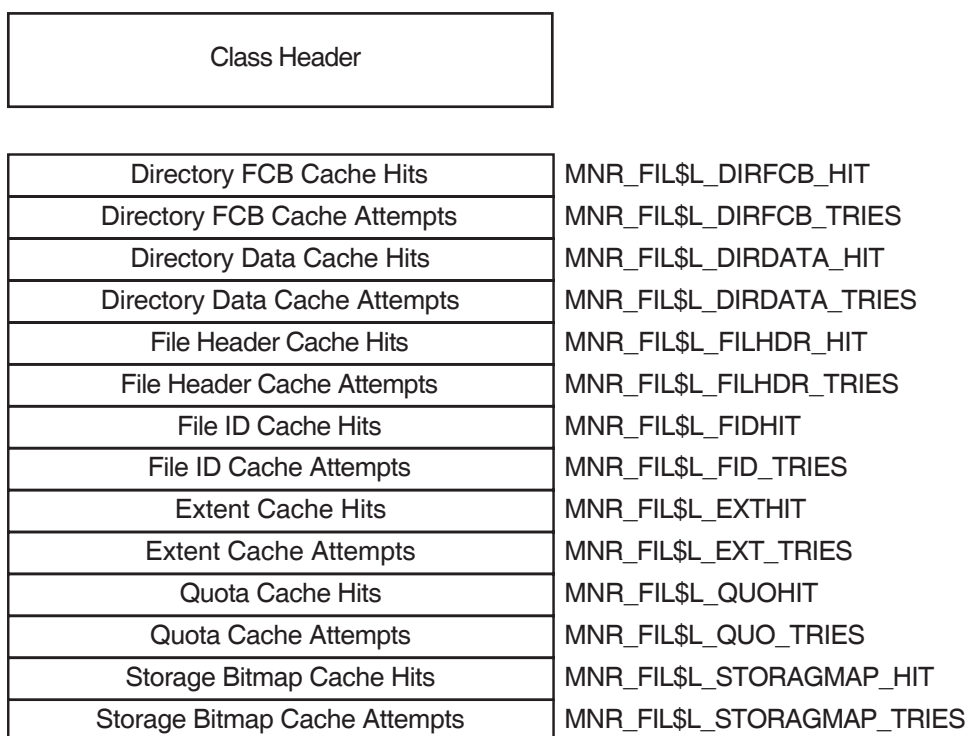 Class Header
Directory FCB Cache Hits MNR_FIL$L_DIRFCB_HIT
Directory FCB Cache Attempts MNR_FIL$L_DIRFCB_TRIES
Directory Data Cache Hits MNR_FIL$L_DIRDATA_HIT
Directory Data Cache Attempts MNR_FIL$L_DIRDATA_TRIES
File Header Cache Hits MNR_FIL$L_FILHDR_HIT
File Header Cache Attempts MNR_FIL$L_FILHDR_TRIES
File ID Cache Hits MNR_FIL$L_FIDHIT
File ID Cache Attempts MNR_FIL$L_FID_TRIES
Extent Cache Hits MNR_FIL$L_EXTHIT
Extent Cache Attempts MNR_FIL$L_EXT_TRIES
Quota Cache Hits MNR_FIL$L_QUOHIT
Quota Cache Attempts MNR_FIL$L_QUO_TRIES
Storage Bitmap Cache Hits MNR_FIL$L_STORAGMAP_HIT
Storage Bitmap Cache Attempts MNR_FIL$L_STORAGMAP_TRIES